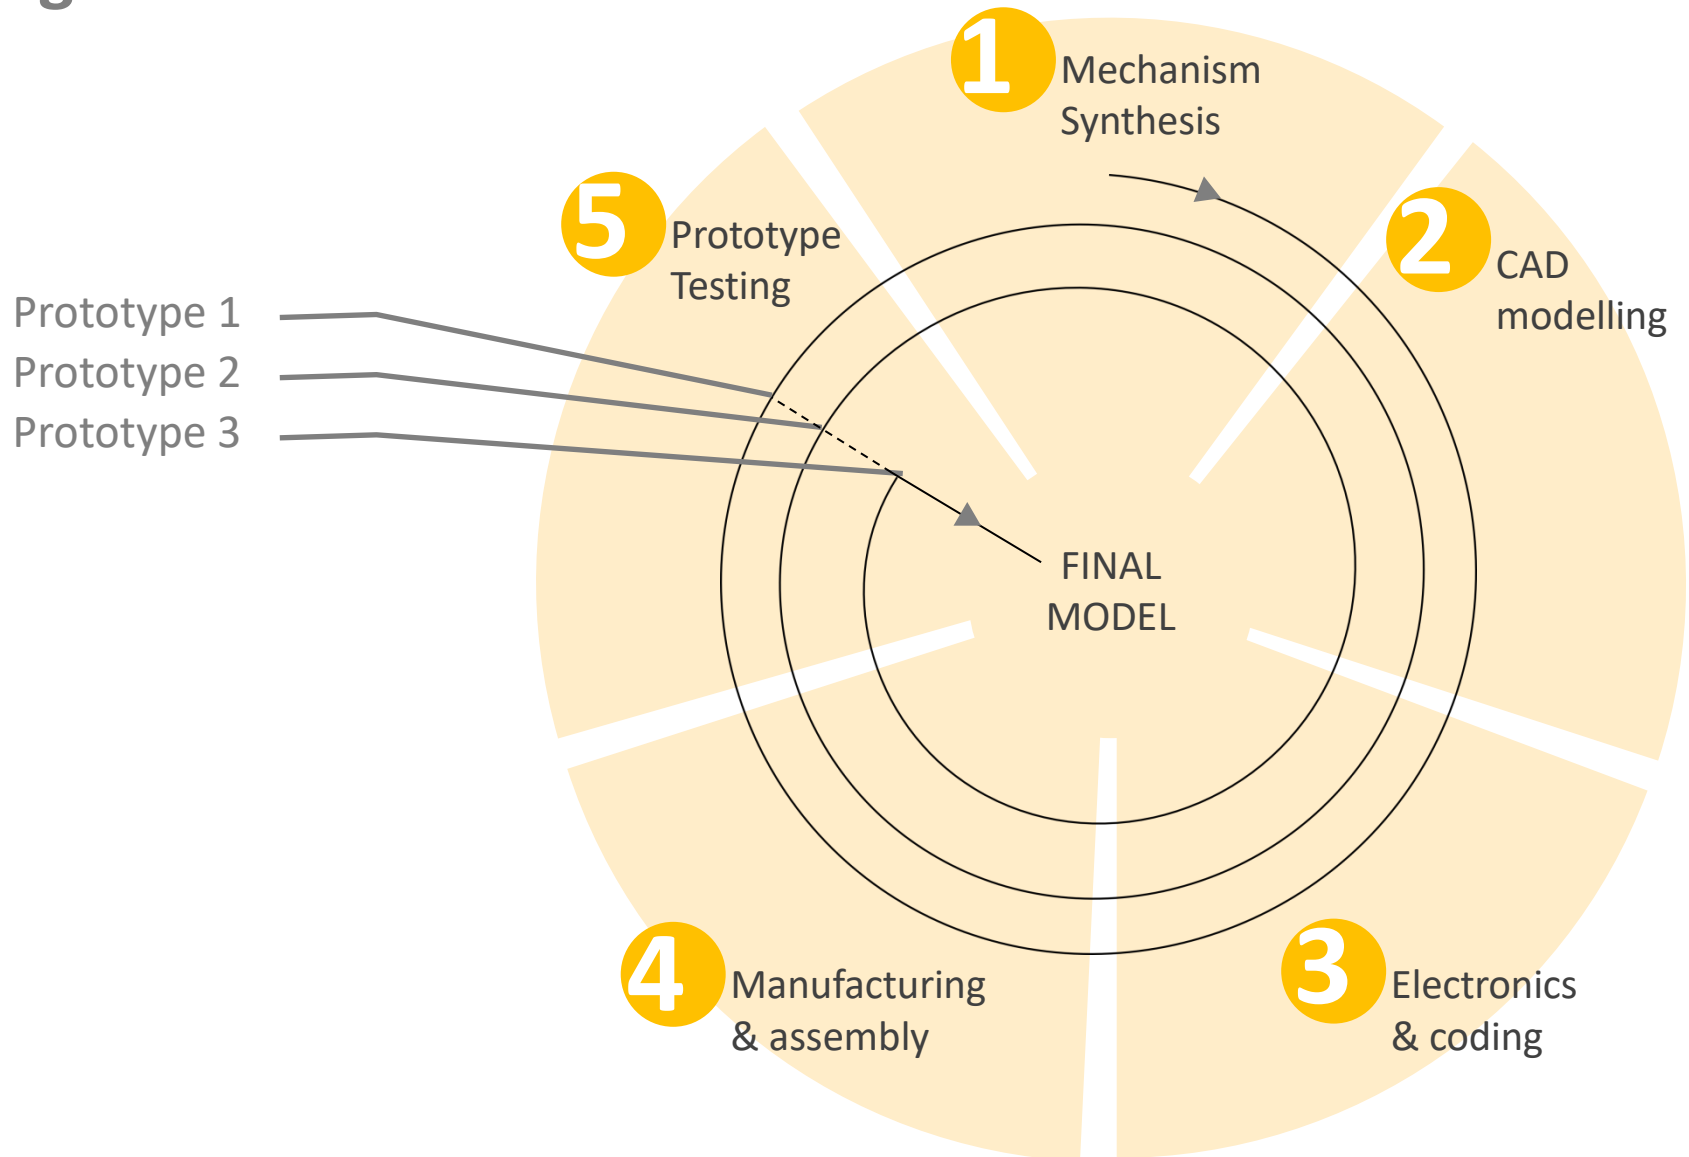 g
1
Mechanism
Synthesis
2
CAD
modelling
3
Electronics
& coding
4
Manufacturing
& assembly
5
Prototype
Testing
Prototype 1
Prototype 2
Prototype 3
FINAL
MODEL